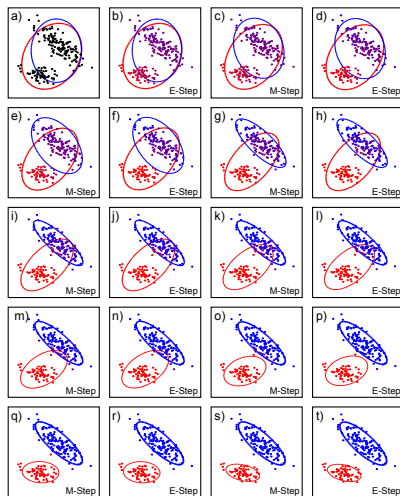 a)
b) E-Step
c) M-Step
d) E-Step
e) M-Step
f) E-Step
g) M-Step
h) E-Step
i) M-Step
j) E-Step
k) M-Step
l) E-Step
m) M-Step
n) E-Step
o) M-Step
p) E-Step
q) M-Step
r) E-Step
s) M-Step
t) E-Step